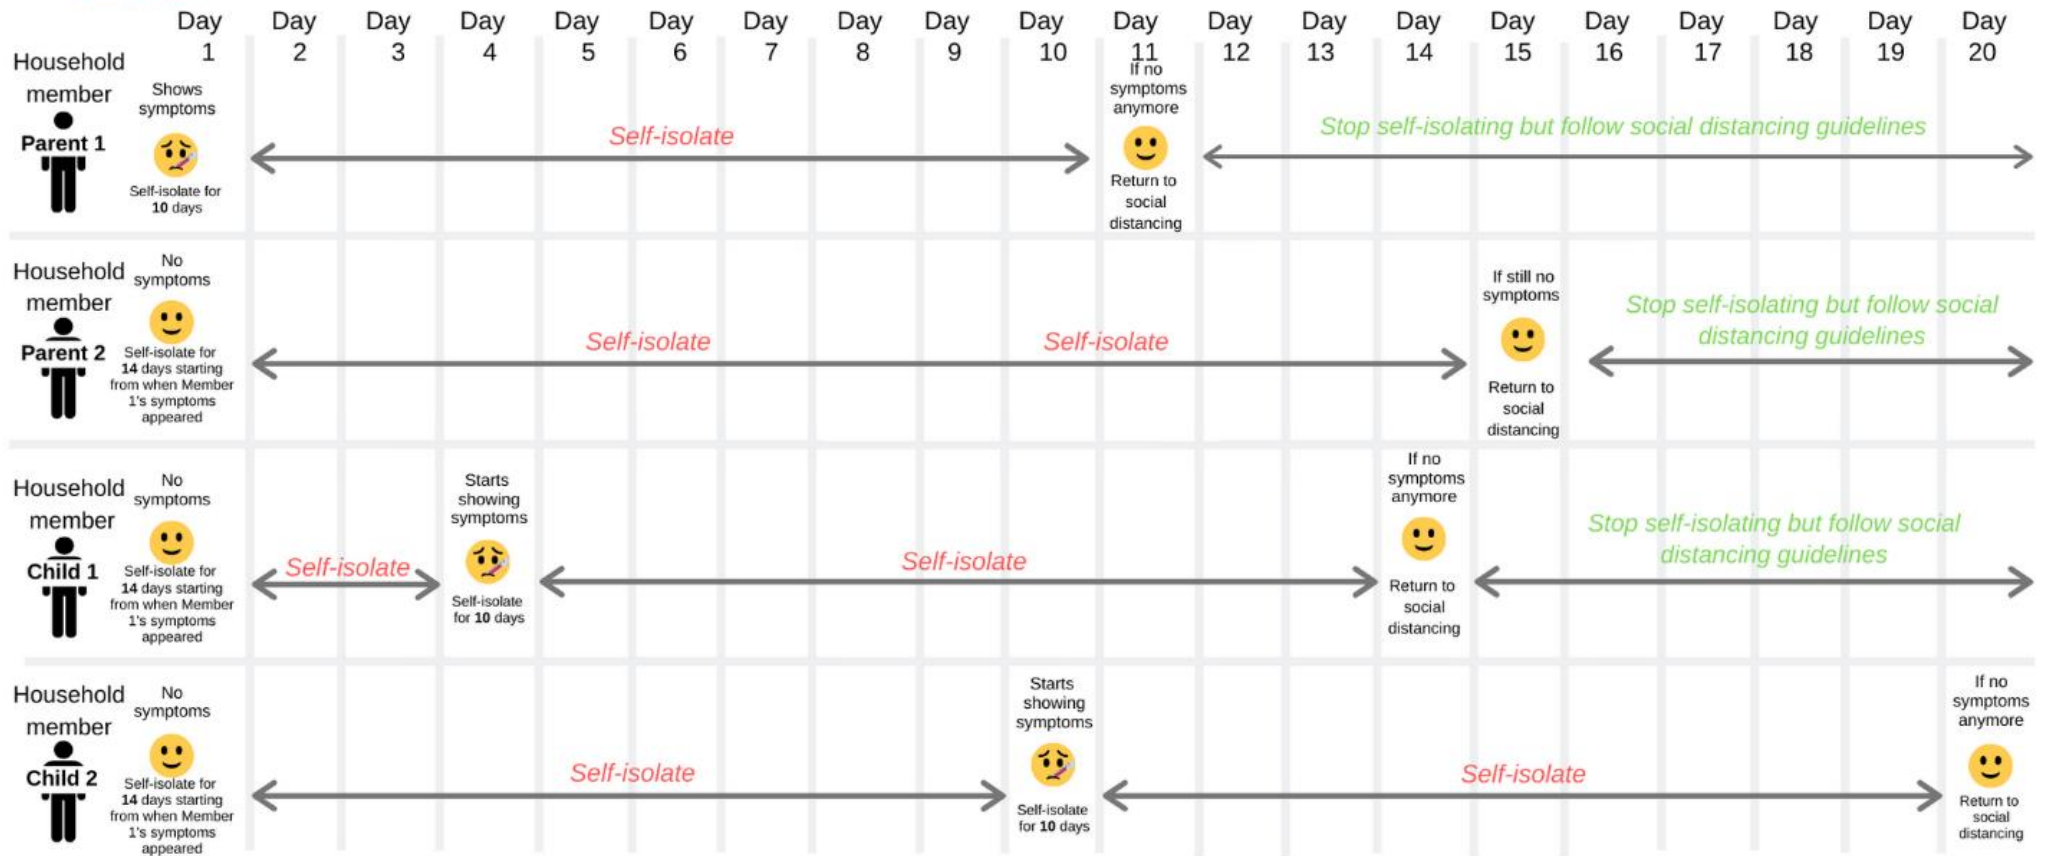 Day Day Day Day Day Day Day Day Day Day Day Day Day Day Day Day Day Day Day Day
1 2 3 4 5 6 7 8 9 10 11 12 13 14 15 16 17 18 19 20
Household
member
Parent 1
Shows
symptoms
Self-isolate for
10 days
Self-isolate
If no
symptoms
anymore
Return to
social
distancing
Stop self-isolating but follow social distancing guidelines
Household
member
Parent 2
No
symptoms
Self-isolate for
14 days starting
from when Member
1's symptoms
appeared
Self-isolate
Self-isolate
If still no
symptoms
Return to
social
distancing
Stop self-isolating but follow social
distancing guidelines
Household
member
Child 1
No
symptoms
Self-isolate for
14 days starting
from when Member
1's symptoms
appeared
Self-isolate
Starts
showing
symptoms
Self-isolate
for 10 days
Self-isolate
If no
symptoms
anymore
Return to
social
distancing
Stop self-isolating but follow social
distancing guidelines
Household
member
Child 2
No
symptoms
Self-isolate for
14 days starting
from when Member
1's symptoms
appeared
Self-isolate
Starts
showing
symptoms
Self-isolate
for 10 days
Self-isolate
If no
symptoms
anymore
Return to
social
distancing